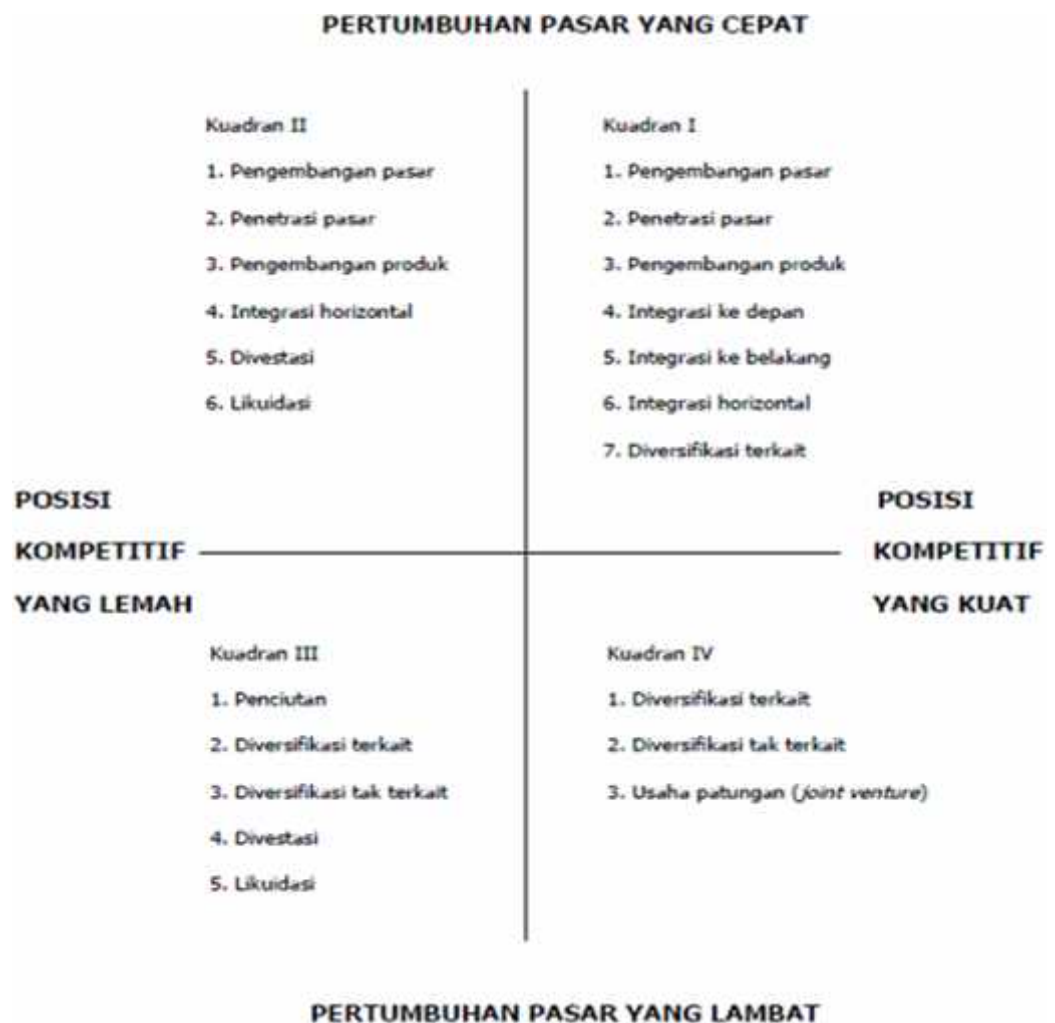 PERTUMBUHAN PASAR YANG CEPAT
Kuadran II
1. Pengembangan pasar
2. Penetrasi pasar
3. Pengembangan produk
4. Integrasi horizontal
5. Divestasi
6. Likuidasi
Kuadran I
1. Pengembangan pasar
2. Penetrasi pasar
3. Pengembangan produk
4. Integrasi ke depan
5. Integrasi ke belakang
6. Integrasi horizontal
7. Diversifikasi terkait
POSISI
KOMPETITIF
YANG LEMAH
POSISI
KOMPETITIF
YANG KUAT
Kuadran III
1. Penciutan
2. Diversifikasi terkait
3. Diversifikasi tak terkait
4. Divestasi
5. Likuidasi
Kuadran IV
1. Diversifikasi terkait
2. Diversifikasi tak terkait
3. Usaha patungan (joint venture)
PERTUMBUHAN PASAR YANG LAMBAT